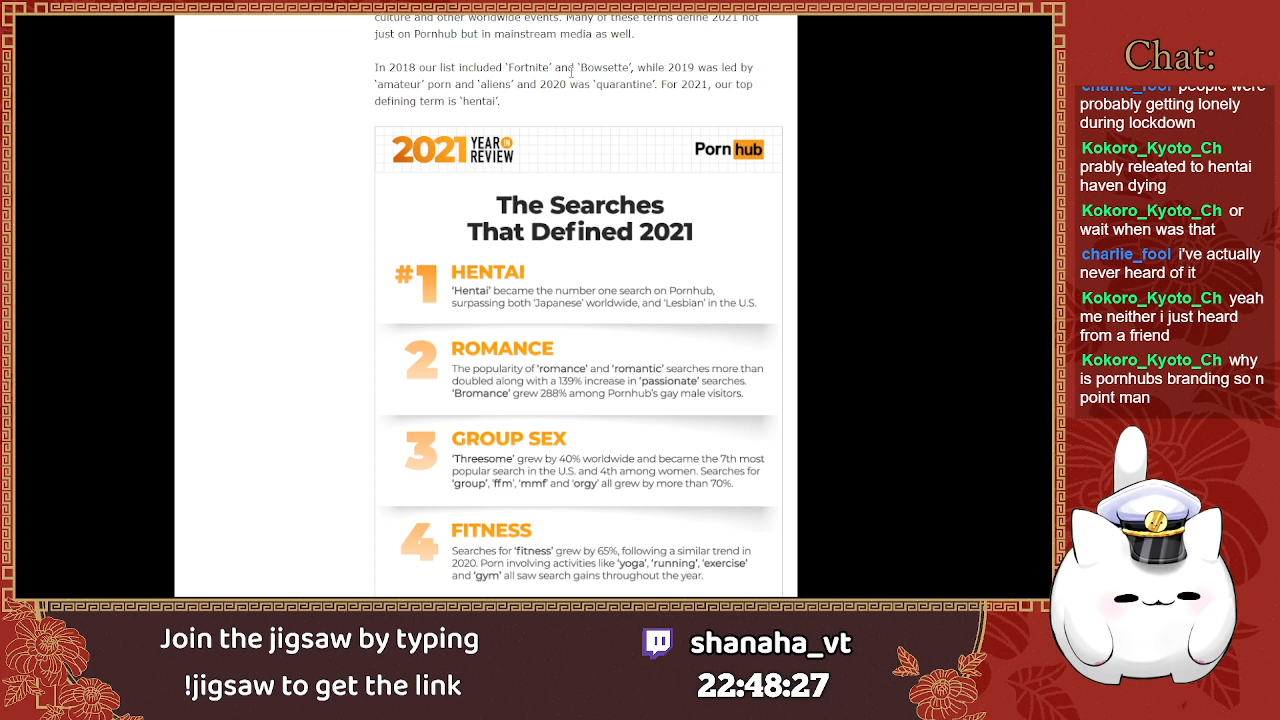 culture and other worldwide events. Many of these terms define 2021 not
just on Pornhub but in mainstream media as well.
In 2018 our list included 'Fortnite' and 'Bowsette', while 2019 was led by
'amateur' porn and 'aliens' and 2020 was 'quarantine'. For 2021, our top
defining term is 'hentai'.
2021 YEAR IN REVIEW
Pornhub
The Searches
That Defined 2021
#1 HENTAI
'Hentai' became the number one search on Pornhub,
surpassing both 'Japanese' worldwide, and 'Lesbian' in the U.S.
2 ROMANCE
The popularity of 'romance' and 'romantic' searches more than
doubled along with a 139% increase in 'passionate' searches.
'Bromance' grew 288% among Pornhub's gay male visitors.
3 GROUP SEX
'Threesome' grew by 40% worldwide and became the 7th most
popular search in the U.S. and 4th among women. Searches for
'group', 'ffm', 'mmf' and 'orgy' all grew by more than 70%.
4 FITNESS
Searches for 'fitness' grew by 65%, following a similar trend in
2020. Porn involving activities like 'yoga', 'running', 'exercise'
and 'gym' all saw search gains throughout the year.
Chat:
charlie_fool people were
probably getting lonely
during lockdown
Kokoro_Kyoto_Ch
prably releated to hentai
haven dying
Kokoro_Kyoto_Ch or
wait when was that
charlie_fool i've actually
never heard of it
Kokoro_Kyoto_Ch yeah
me neither i just heard
from a friend
Kokoro_Kyoto_Ch why
is pornhubs branding so n
point man
Join the jigsaw by typing
!jigsaw to get the link
shanaha_vt
22:48:27